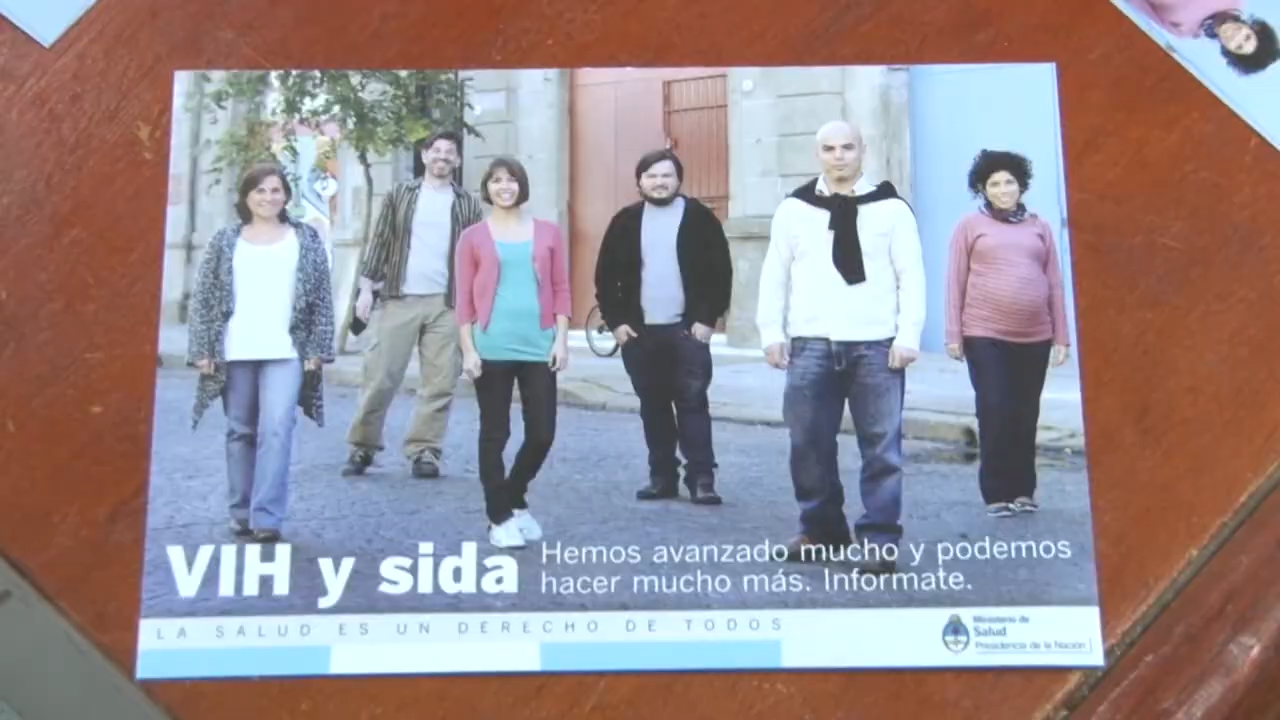 VIH y sida
Hemos avanzado mucho y podemos
hacer mucho más. Informate.
LA SALUD ES UN DERECHO DE TODOS
Ministerio de
Salud
Presidencia de la Nación